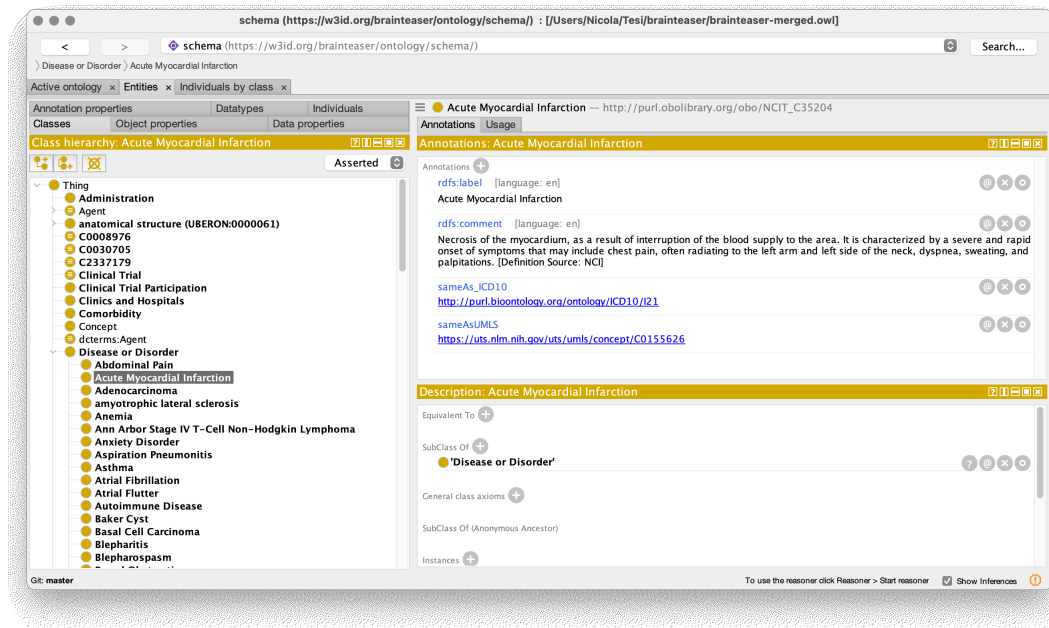 schema (https://w3id.org/brainteaser/ontology/schema/) : [/Users/Nicola/Tesi/brainteaser/brainteaser-merged.owl]
< > schema (https://w3id.org/brainteaser/ontology/schema/) Search...
〉Disease or Disorder 〉Acute Myocardial Infarction
Active ontology × Entities × Individuals by class ×
Annotation properties Datatypes Individuals
Classes Object properties Data properties
Class hierarchy: Acute Myocardial Infarction
Asserted
Thing
Administration
Agent
anatomical structure (UBERON:0000061)
C0008976
C0030705
C2337179
Clinical Trial
Clinical Trial Participation
Clinics and Hospitals
Comorbidity
Concept
dcterms:Agent
Disease or Disorder
Abdominal Pain
Acute Myocardial Infarction
Adenocarcinoma
amyotrophic lateral sclerosis
Anemia
Ann Arbor Stage IV T-Cell Non-Hodgkin Lymphoma
Anxiety Disorder
Aspiration Pneumonitis
Asthma
Atrial Fibrillation
Atrial Flutter
Autoimmune Disease
Baker Cyst
Basal Cell Carcinoma
Blepharitis
Blepharospasm
Acute Myocardial Infarction — http://purl.obolibrary.org/obo/NCIT_C35204
Annotations Usage
Annotations: Acute Myocardial Infarction
Annotations
rdfs:label [language: en]
Acute Myocardial Infarction
rdfs:comment [language: en]
Necrosis of the myocardium, as a result of interruption of the blood supply to the area. It is characterized by a severe and rapid
onset of symptoms that may include chest pain, often radiating to the left arm and left side of the neck, dyspnea, sweating, and
palpitations. [Definition Source: NCI]
sameAs_ICD10
http://purl.bioontology.org/ontology/ICD10/I21
sameAsUMLS
https://uts.nlm.nih.gov/uts/umls/concept/C0155626
Description: Acute Myocardial Infarction
Equivalent To
SubClass Of
'Disease or Disorder'
General class axioms
SubClass Of (Anonymous Ancestor)
Instances
Git: master
To use the reasoner click Reasoner > Start reasoner Show Inferences